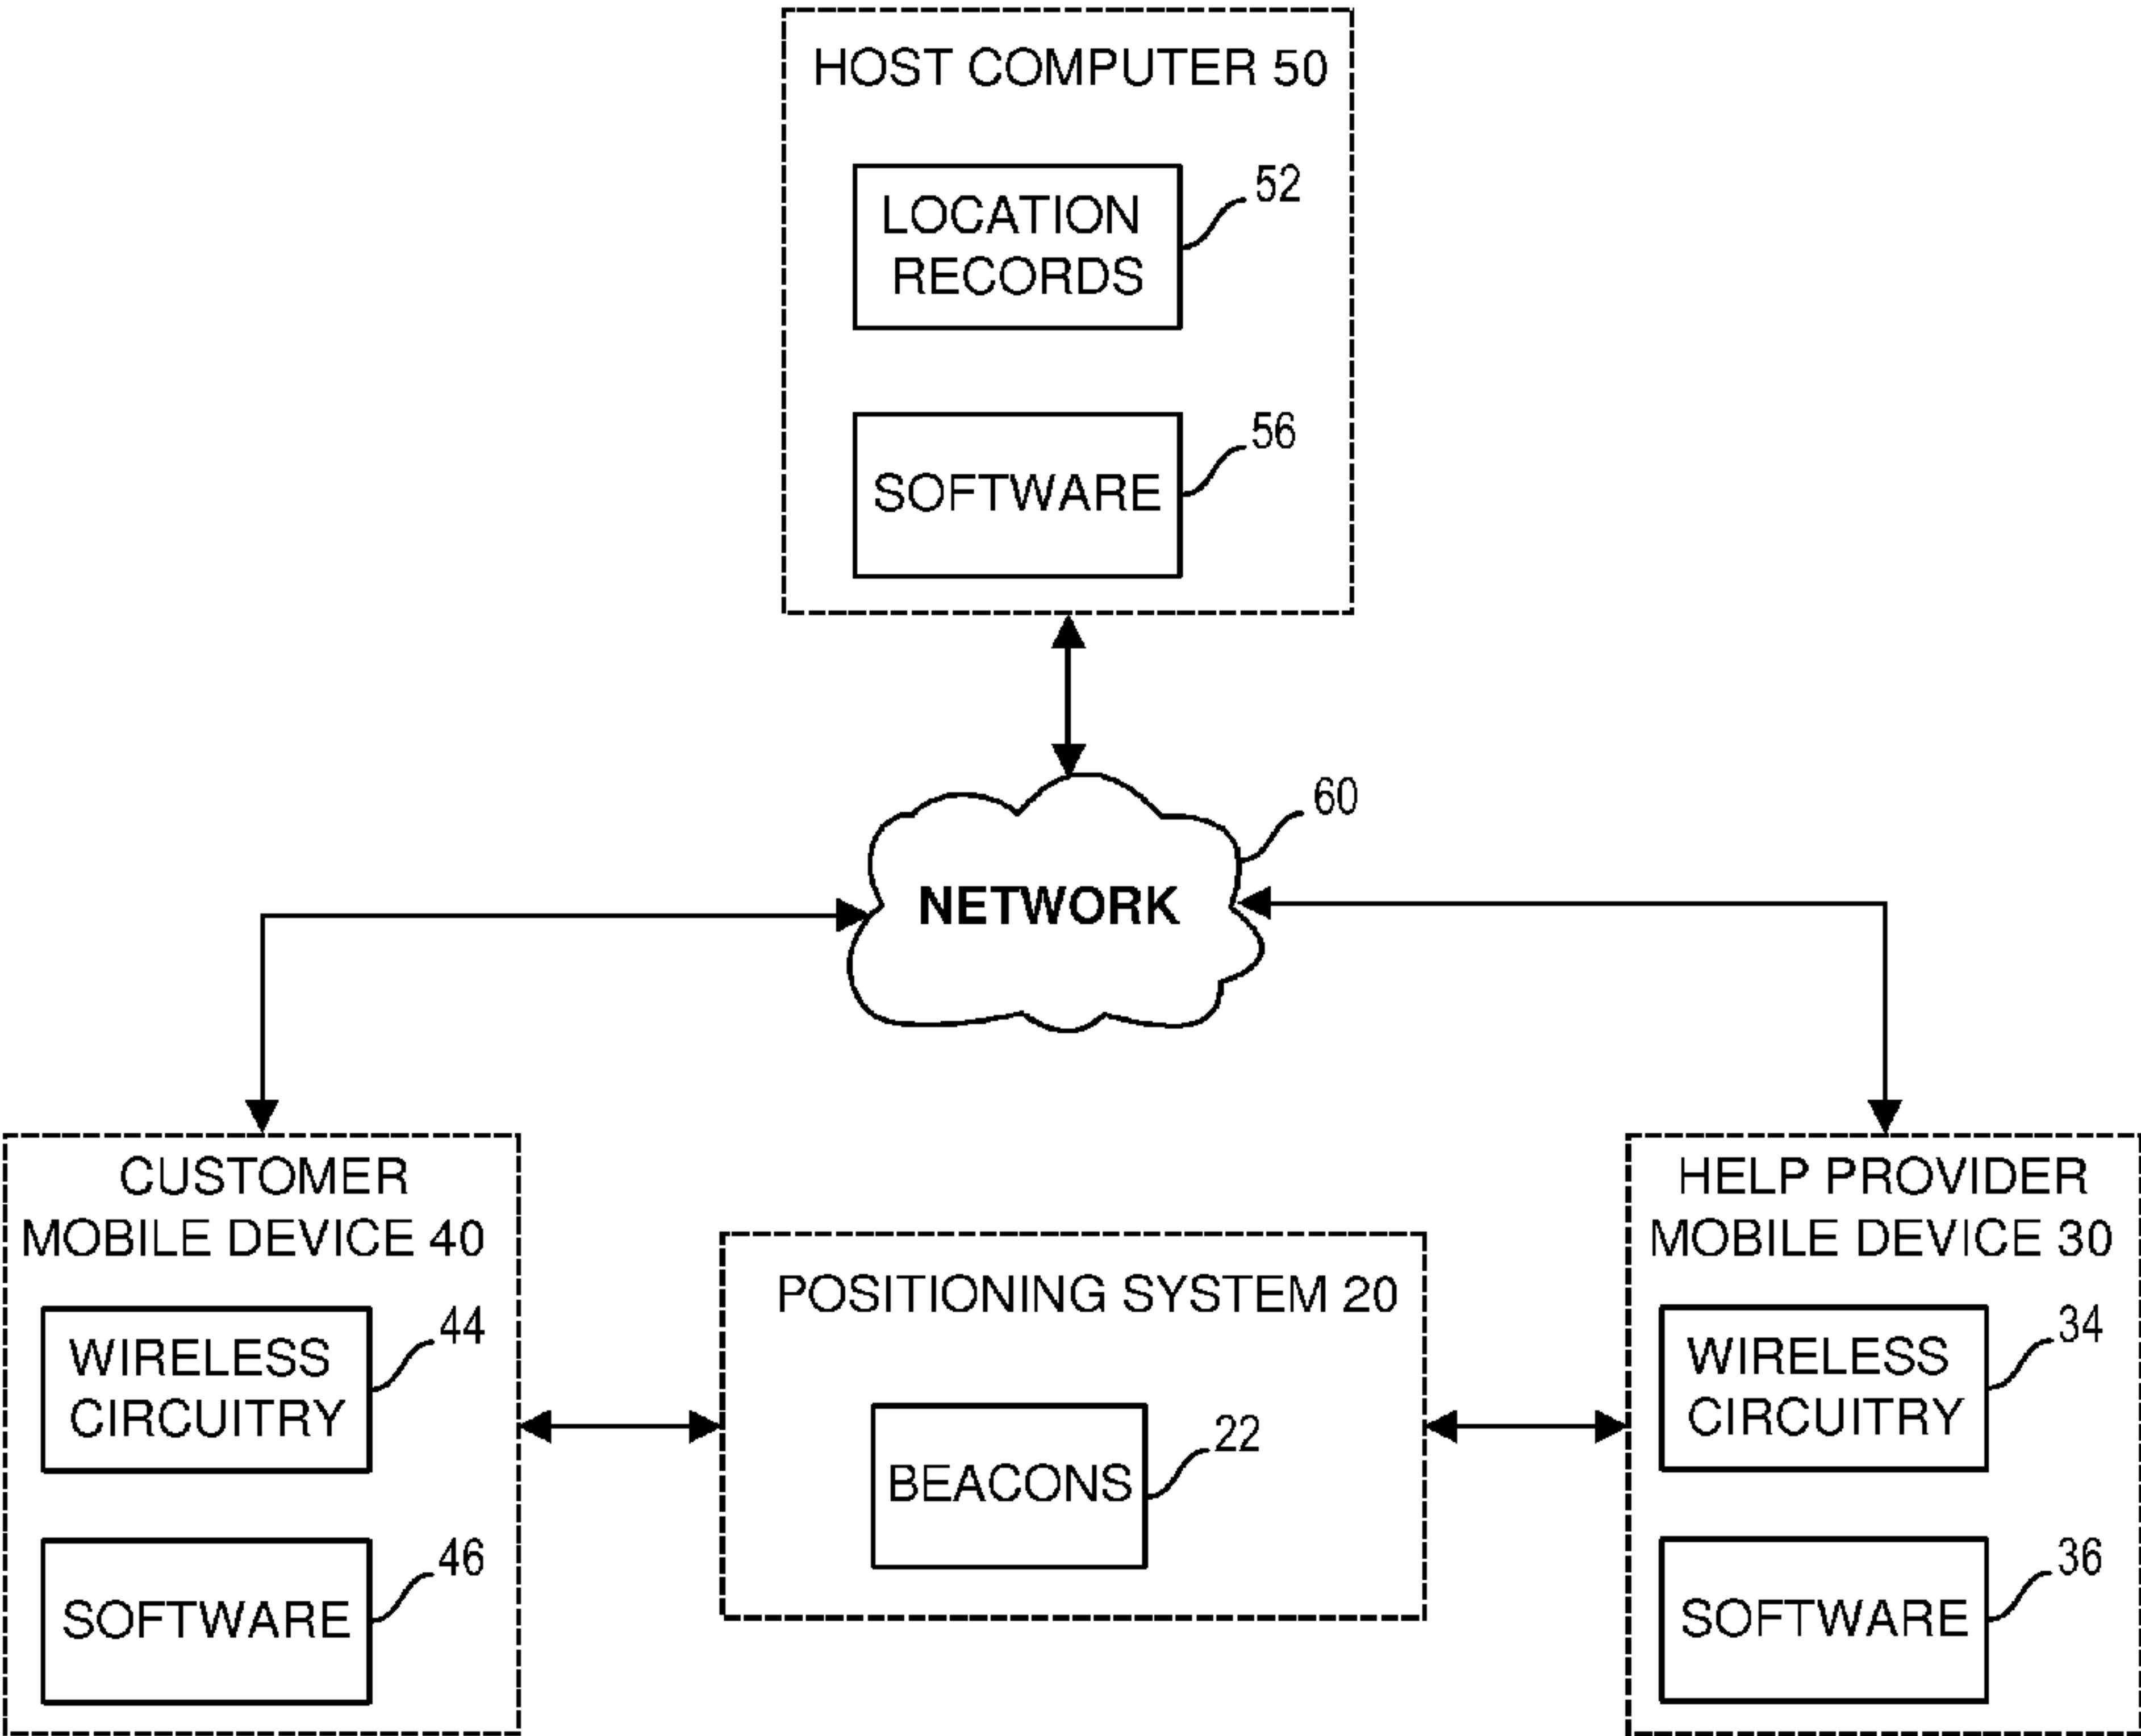 HOST COMPUTER 50
LOCATION
RECORDS
52
SOFTWARE
56
NETWORK
60
CUSTOMER
MOBILE DEVICE 40
WIRELESS
CIRCUITRY
44
SOFTWARE
46
POSITIONING SYSTEM 20
BEACONS
22
HELP PROVIDER
MOBILE DEVICE 30
WIRELESS
CIRCUITRY
34
SOFTWARE
36